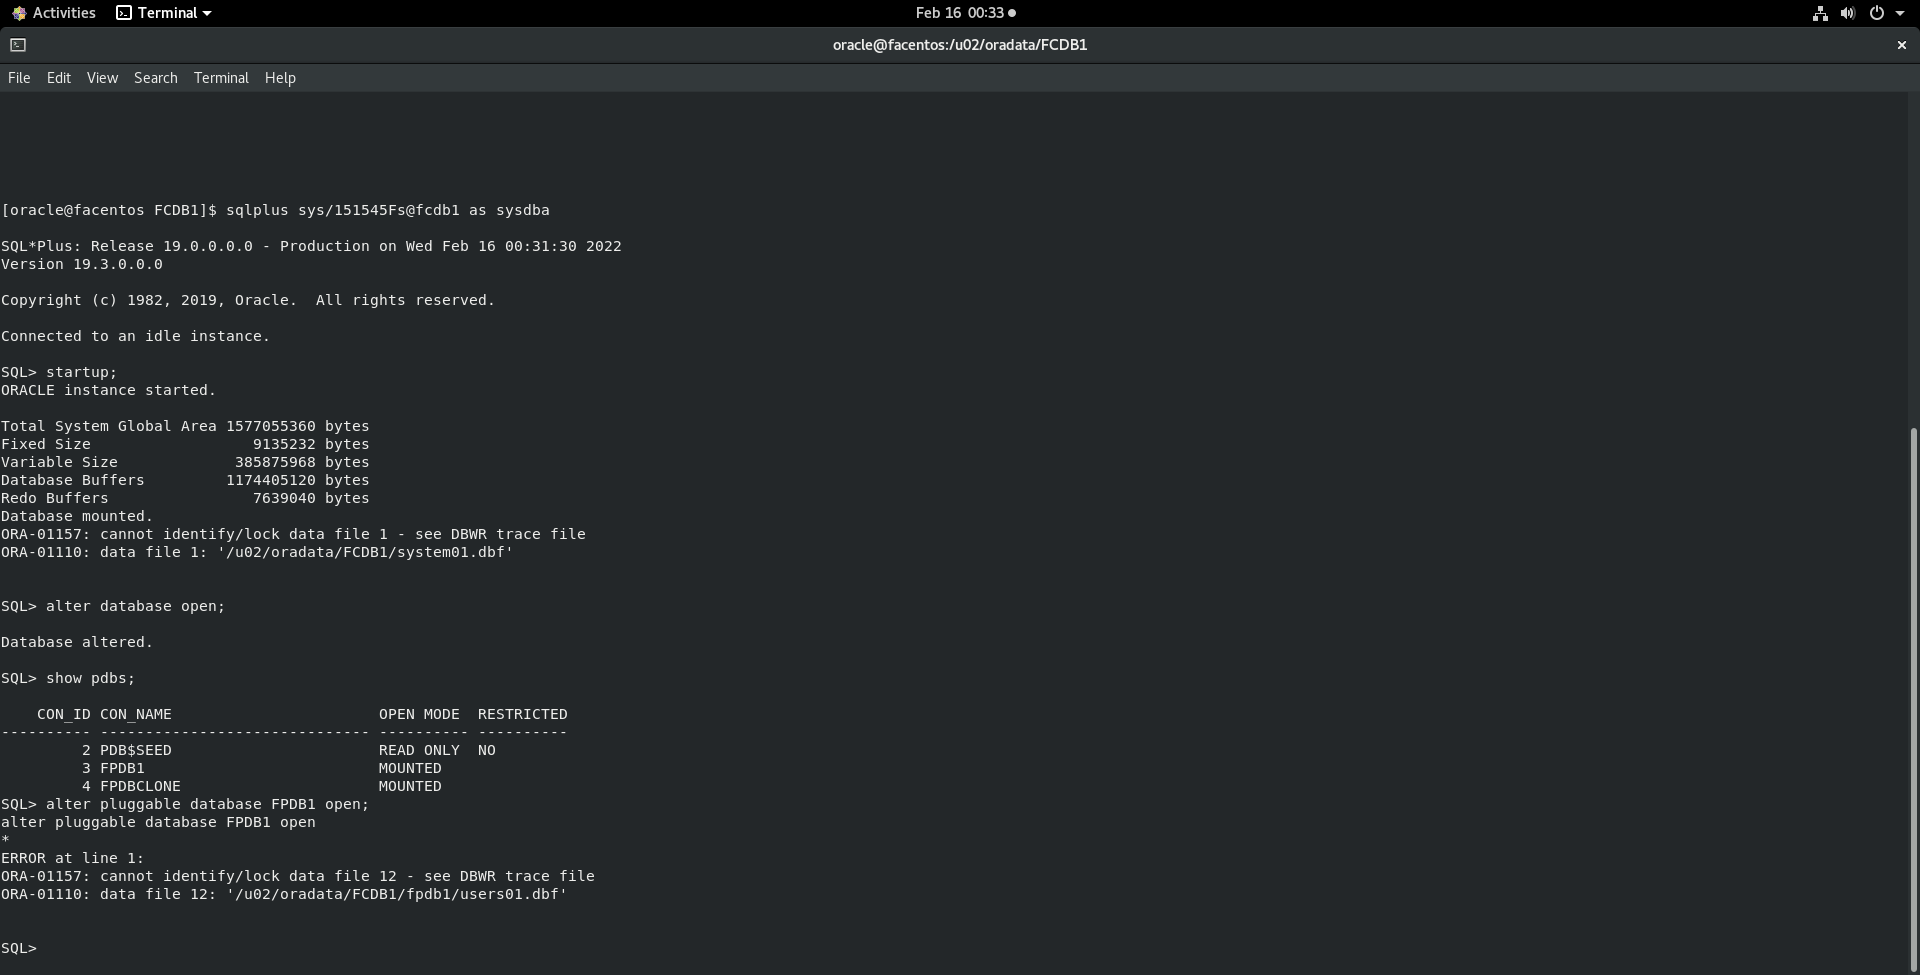 Activities Terminal Feb 16 00:33
oracle@facentos:/u02/oradata/FCDB1
File Edit View Search Terminal Help
[oracle@facentos FCDB1]$ sqlplus sys/151545Fs@fcdb1 as sysdba
SQL*Plus: Release 19.0.0.0.0 - Production on Wed Feb 16 00:31:30 2022
Version 19.3.0.0.0
Copyright (c) 1982, 2019, Oracle.  All rights reserved.
Connected to an idle instance.
SQL> startup;
ORACLE instance started.
Total System Global Area 1577055360 bytes
Fixed Size                  9135232 bytes
Variable Size             385875968 bytes
Database Buffers         1174405120 bytes
Redo Buffers                7639040 bytes
Database mounted.
ORA-01157: cannot identify/lock data file 1 - see DBWR trace file
ORA-01110: data file 1: '/u02/oradata/FCDB1/system01.dbf'
SQL> alter database open;
Database altered.
SQL> show pdbs;
    CON_ID CON_NAME                       OPEN MODE  RESTRICTED
---------- ------------------------------ ---------- ----------
         2 PDB$SEED                       READ ONLY  NO
         3 FPDB1                          MOUNTED
         4 FPDBCLONE                      MOUNTED
SQL> alter pluggable database FPDB1 open;
alter pluggable database FPDB1 open
*
ERROR at line 1:
ORA-01157: cannot identify/lock data file 12 - see DBWR trace file
ORA-01110: data file 12: '/u02/oradata/FCDB1/fpdb1/users01.dbf'
SQL>